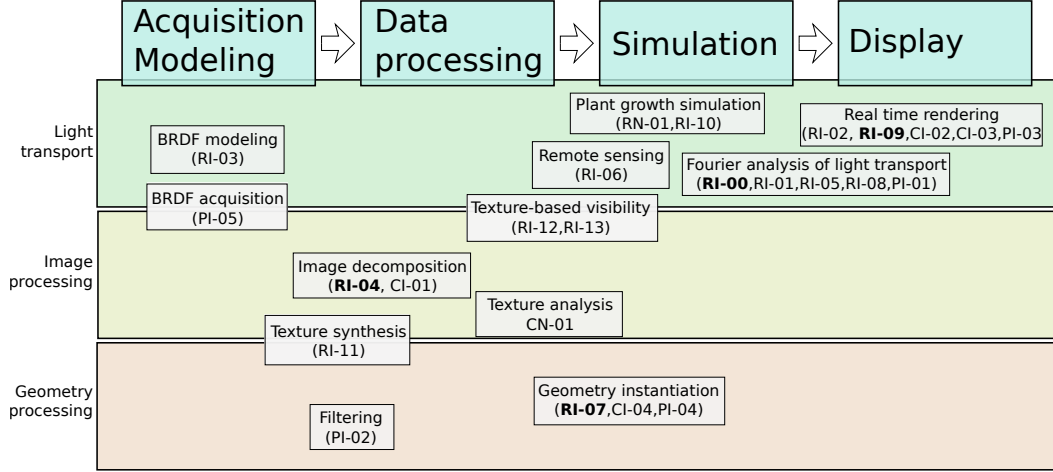 Acquisition
Modeling
Data
processing
Simulation
Display
Light
transport
BRDF modeling
(RI-03)
BRDF acquisition
(PI-05)
Plant growth simulation
(RN-01,RI-10)
Remote sensing
(RI-06)
Texture-based visibility
(RI-12,RI-13)
Real time rendering
(RI-02, RI-09,CI-02,CI-03,PI-03
Fourier analysis of light transport
(RI-00,RI-01,RI-05,RI-08,PI-01)
Image
processing
Image decomposition
(RI-04, CI-01)
Texture analysis
CN-01
Texture synthesis
(RI-11)
Geometry
processing
Filtering
(PI-02)
Geometry instantiation
(RI-07,CI-04,PI-04)